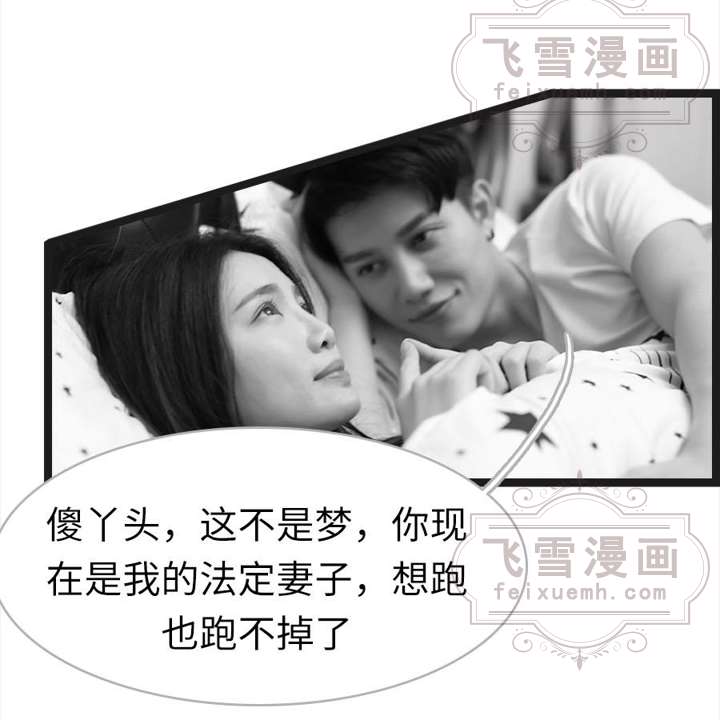 飞雪漫画
feixuemh.com
傻丫头，这不是梦，你现
在是我的法定妻子，想跑
也跑不掉了
飞雪漫画
feixuemh.com